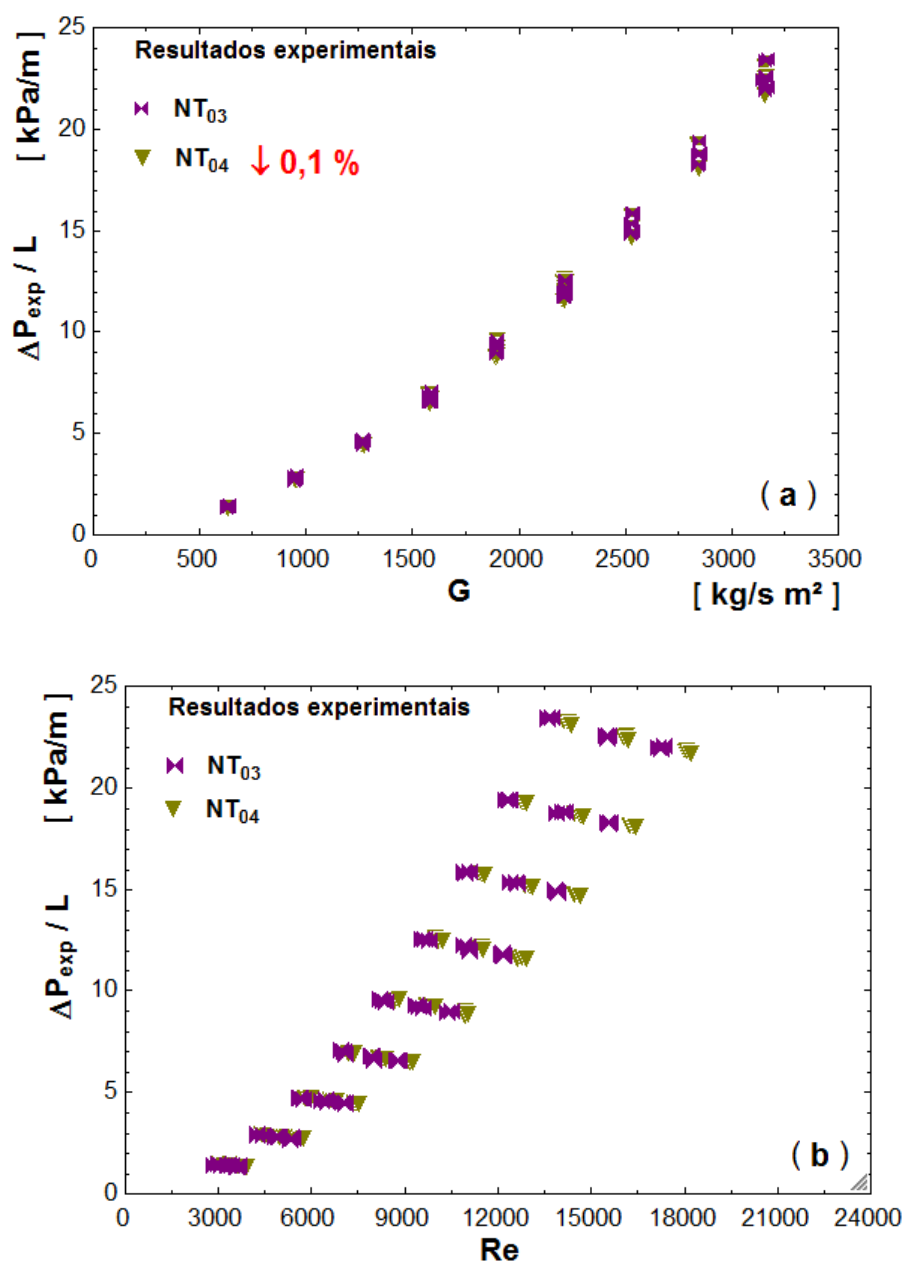 Resultados experimentais
NT03
NT04 ↓ 0,1 %
ΔPexp / L [ kPa/m ]
25
20
15
10
5
0
( a )
0 500 1000 1500 2000 2500 3000 3500
G [ kg/s m² ]
Resultados experimentais
NT03
NT04
ΔPexp / L [ kPa/m ]
25
20
15
10
5
0
( b )
0 3000 6000 9000 12000 15000 18000 21000 24000
Re